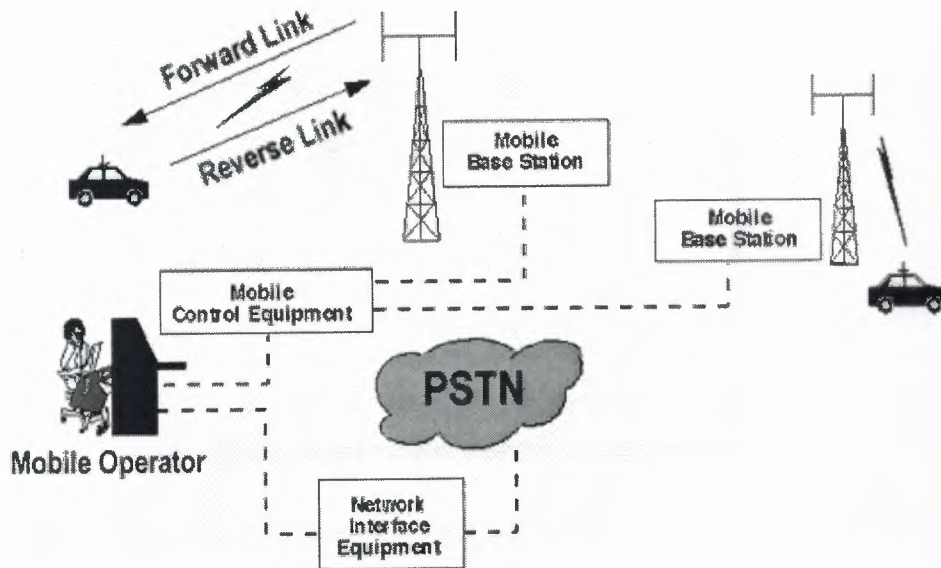 Forward Link
Reverse Link
Mobile
Base Station
Mobile
Base Station
Mobile
Control Equipment
PSTN
Mobile Operator
Network
Interface
Equipment